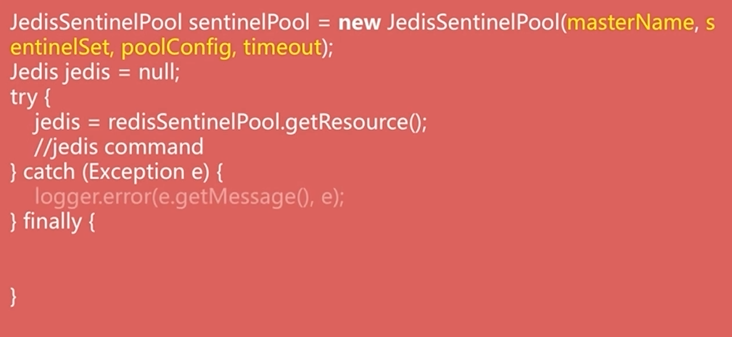 JedisSentinelPool sentinelPool = new JedisSentinelPool(masterName, s
entinelSet, poolConfig, timeout);
Jedis jedis = null;
try {
    jedis = redisSentinelPool.getResource();
    //jedis command
} catch (Exception e) {
    logger.error(e.getMessage(), e);
} finally {
}